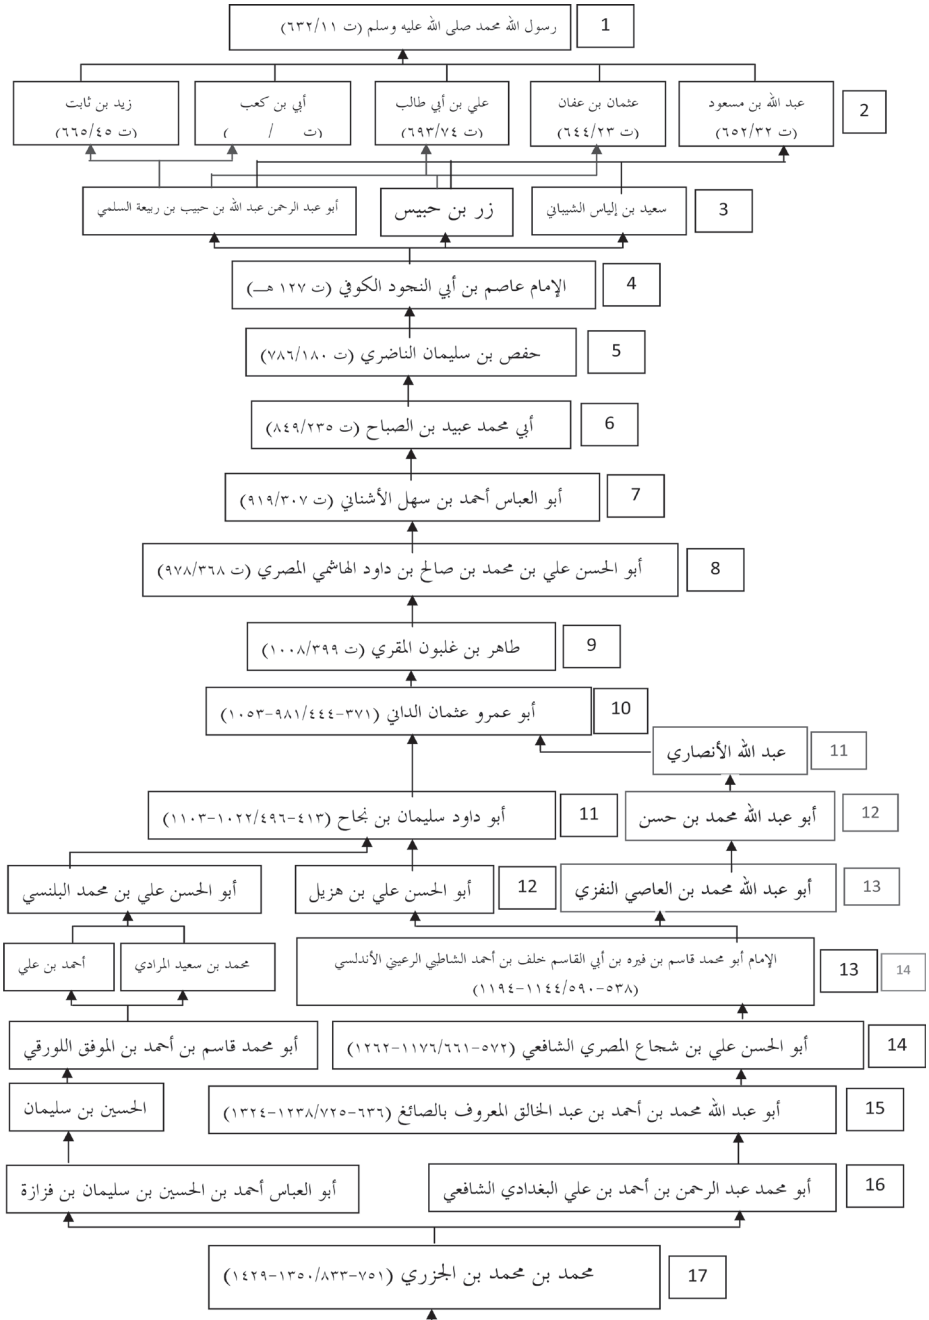 رسول الله محمد صلى الله عليه وسلم (ت ٦٣٢/١١)
1
عبد الله بن مسعود
(ت ٦٥٢/٣٢)
عثمان بن عفان
(ت ٦٤٤/٢٣)
علي بن أبي طالب
(ت ٦٩٣/٧٤)
أبي بن كعب
(ت / )
زيد بن ثابت
(ت ٦٦٥/٤٥)
2
سعيد بن إلياس الشيباني
زر بن حبيس
أبو عبد الرحمن عبد الله بن حبيب بن ربيعة السلمي
3
الإمام عاصم بن أبي النجود الكوفي (ت ١٢٧ هـ)
4
حفص بن سليمان الناضري (ت ٧٨٦/١٨٠)
5
أبي محمد عبيد بن الصباح (ت ٨٤٩/٢٣٥)
6
أبو العباس أحمد بن سهل الأشناني (ت ٩١٩/٣٠٧)
7
أبو الحسن علي بن محمد بن صالح بن داود الهاشمي المصري (ت ٩٧٨/٣٦٨)
8
طاهر بن غلبون المقري (ت ١٠٠٨/٣٩٩)
9
أبو عمرو عثمان الداني (٣٧١-٩٨١/٤٤٤-١٠٥٣)
10
عبد الله الأنصاري
11
أبو داود سليمان بن نجاح (٤١٣-١٠٢٢/٤٩٦-١١٠٣)
11
أبو عبد الله محمد بن حسن
12
أبو الحسن علي بن محمد البلنسي
أبو الحسن علي بن هزيل
12
أبو عبد الله محمد بن العاصي النفزي
13
أحمد بن علي
محمد بن سعيد المرادي
الإمام أبو محمد قاسم بن فيره بن أبي القاسم خلف بن أحمد الشاطبي الرعيني الأندلسي
(٥٣٨-١١٤٤/٥٩٠-١١٩٤)
13
14
أبو محمد قاسم بن أحمد بن الموفق اللورقي
أبو الحسن علي بن شجاع المصري الشافعي (٥٧٢-١١٧٦/٦٦١-١٢٦٢)
14
الحسين بن سليمان
أبو عبد الله محمد بن أحمد بن عبد الخالق المعروف بالصائغ (٦٣٦-١٢٣٨/٧٢٥-١٣٢٤)
15
أبو العباس أحمد بن الحسين بن سليمان بن فزازة
أبو محمد عبد الرحمن بن أحمد بن علي البغدادي الشافعي
16
محمد بن محمد بن الجزري (٧٥١-١٣٥٠/٨٣٣-١٤٢٩)
17